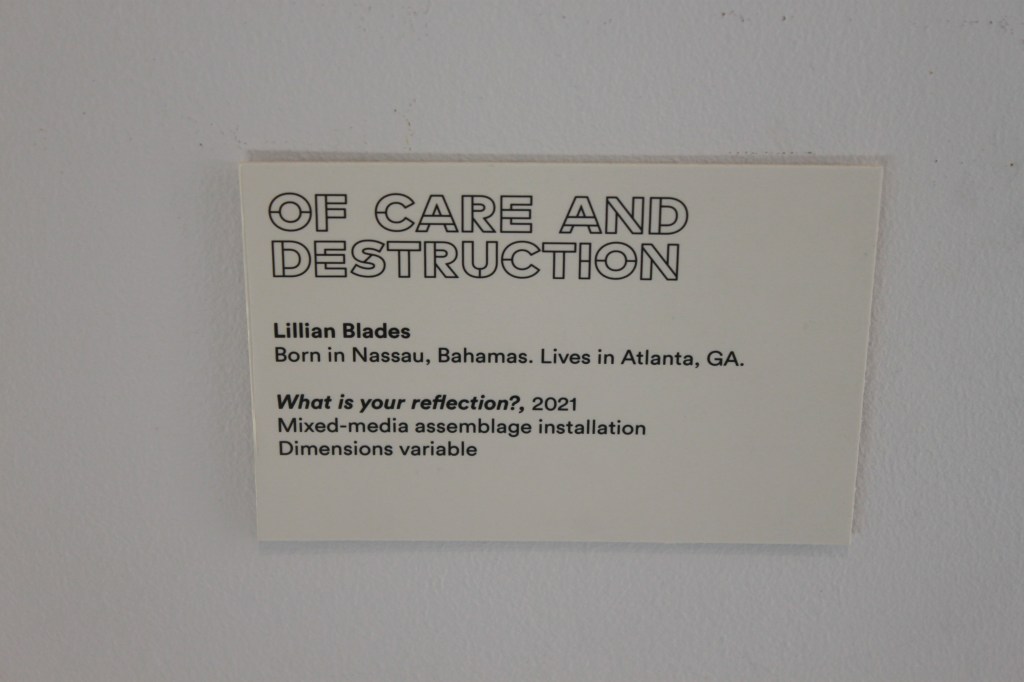 OF CARE AND
DESTRUCTION
Lillian Blades
Born in Nassau, Bahamas. Lives in Atlanta, GA.
What is your reflection?, 2021
Mixed-media assemblage installation
Dimensions variable